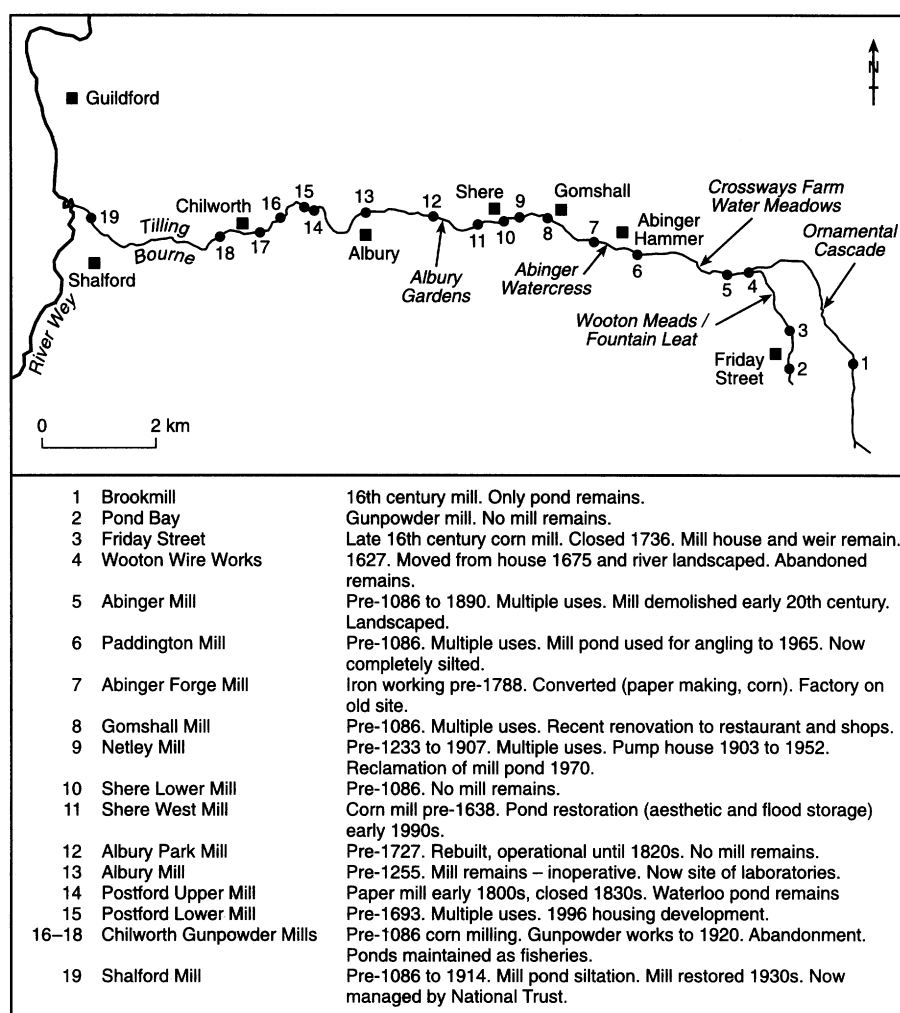 N
Guildford
19
Tilling
Bourne
Shalford
River Wey
Chilworth
18
17
16
15
14
13
Albury
12
Albury
Gardens
Shere
11
10
9
8
Gomshall
7
Abinger
Hammer
6
Abinger
Watercress
Crossways Farm
Water Meadows
Ornamental
Cascade
5
4
Wooton Meads /
Fountain Leat
3
Friday
Street
2
1
0 2 km
1 Brookmill 16th century mill. Only pond remains.
2 Pond Bay Gunpowder mill. No mill remains.
3 Friday Street Late 16th century corn mill. Closed 1736. Mill house and weir remain.
4 Wooton Wire Works 1627. Moved from house 1675 and river landscaped. Abandoned
remains.
5 Abinger Mill Pre-1086 to 1890. Multiple uses. Mill demolished early 20th century.
Landscaped.
6 Paddington Mill Pre-1086. Multiple uses. Mill pond used for angling to 1965. Now
completely silted.
7 Abinger Forge Mill Iron working pre-1788. Converted (paper making, corn). Factory on
old site.
8 Gomshall Mill Pre-1086. Multiple uses. Recent renovation to restaurant and shops.
9 Netley Mill Pre-1233 to 1907. Multiple uses. Pump house 1903 to 1952.
Reclamation of mill pond 1970.
10 Shere Lower Mill Pre-1086. No mill remains.
11 Shere West Mill Corn mill pre-1638. Pond restoration (aesthetic and flood storage)
early 1990s.
12 Albury Park Mill Pre-1727. Rebuilt, operational until 1820s. No mill remains.
13 Albury Mill Pre-1255. Mill remains – inoperative. Now site of laboratories.
14 Postford Upper Mill Paper mill early 1800s, closed 1830s. Waterloo pond remains
15 Postford Lower Mill Pre-1693. Multiple uses. 1996 housing development.
16–18 Chilworth Gunpowder Mills Pre-1086 corn milling. Gunpowder works to 1920. Abandonment.
Ponds maintained as fisheries.
19 Shalford Mill Pre-1086 to 1914. Mill pond siltation. Mill restored 1930s. Now
managed by National Trust.